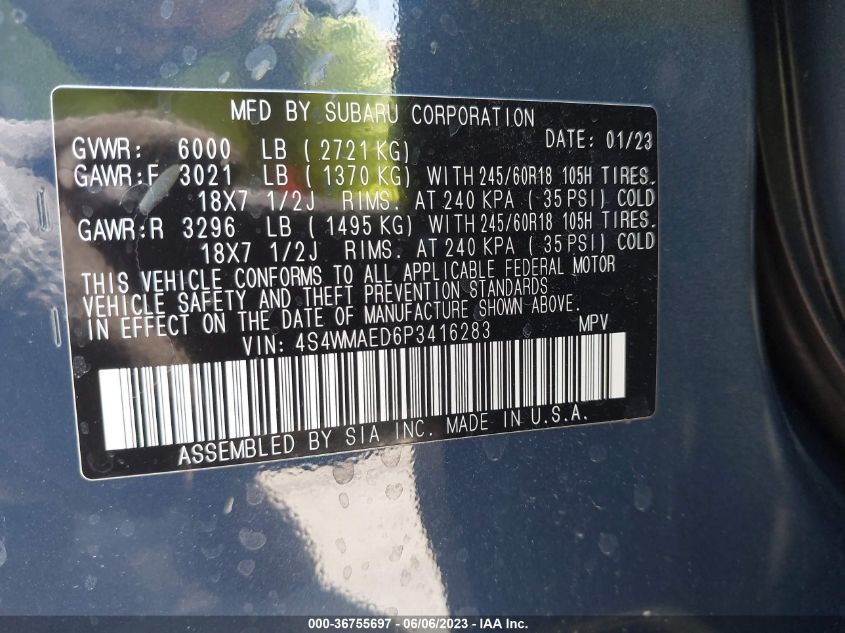 MFD BY SUBARU CORPORATION
DATE: 01/23
GVWR: 6000 LB ( 2721 KG)
GAWR:F 3021 LB ( 1370 KG) WITH 245/60R18 105H TIRES.
18X7 1/2J RIMS. AT 240 KPA ( 35 PSI) COLD
GAWR:R 3296 LB ( 1495 KG) WITH 245/60R18 105H TIRES.
18X7 1/2J RIMS. AT 240 KPA ( 35 PSI) COLD
THIS VEHICLE CONFORMS TO ALL APPLICABLE FEDERAL MOTOR
VEHICLE SAFETY AND THEFT PREVENTION STANDARDS
IN EFFECT ON THE DATE OF MANUFACTURE SHOWN ABOVE.
VIN: 4S4WMAED6P3416283 MPV
ASSEMBLED BY SIA INC. MADE IN U.S.A.
000-36755697 - 06/06/2023 - IAA Inc.